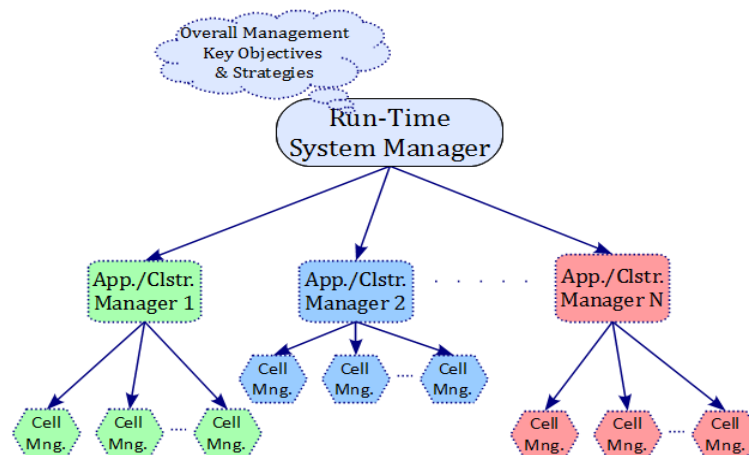 Overall Management
Key Objectives
& Strategies
Run-Time
System Manager
App./Clstr.
Manager 1
App./Clstr.
Manager 2
. . . . . .
App./Clstr.
Manager N
Cell
Mng.
Cell
Mng.
....
Cell
Mng.
Cell
Mng.
Cell
Mng.
....
Cell
Mng.
Cell
Mng.
Cell
Mng.
....
Cell
Mng.